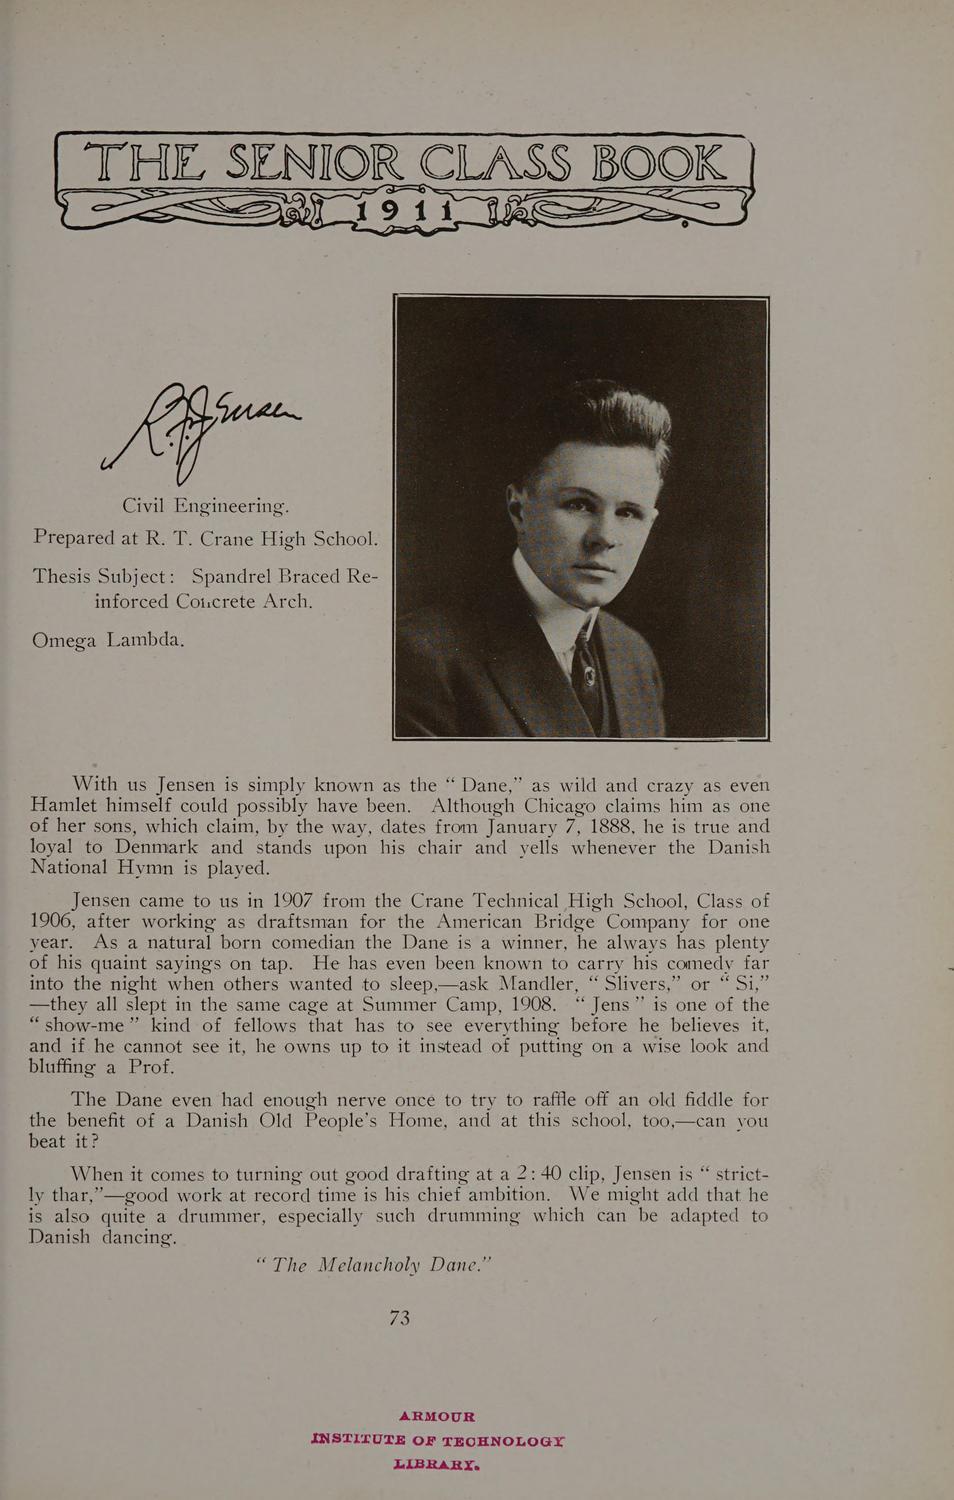 THE SENIOR CLASS BOOK
1911
R. J. Jensen
Civil Engineering.
Prepared at R. T. Crane High School.
Thesis Subject: Spandrel Braced Re-
inforced Concrete Arch.
Omega Lambda.
With us Jensen is simply known as the “ Dane,” as wild and crazy as even
Hamlet himself could possibly have been. Although Chicago claims him as one
of her sons, which claim, by the way, dates from January 7, 1888, he is true and
loyal to Denmark and stands upon his chair and yells whenever the Danish
National Hymn is played.
Jensen came to us in 1907 from the Crane Technical High School, Class of
1906, after working as draftsman for the American Bridge Company for one
year. As a natural born comedian the Dane is a winner, he always has plenty
of his quaint sayings on tap. He has even been known to carry his comedy far
into the night when others wanted to sleep,—ask Mandler, “ Slivers,” or “ Si,”
—they all slept in the same cage at Summer Camp, 1908. “ Jens ” is one of the
“ show-me ” kind of fellows that has to see everything before he believes it,
and if he cannot see it, he owns up to it instead of putting on a wise look and
bluffing a Prof.
The Dane even had enough nerve once to try to raffle off an old fiddle for
the benefit of a Danish Old People’s Home, and at this school, too,—can you
beat it?
When it comes to turning out good drafting at a 2:40 clip, Jensen is “ strict-
ly thar,”—good work at record time is his chief ambition. We might add that he
is also quite a drummer, especially such drumming which can be adapted to
Danish dancing.
“ The Melancholy Dane.”
73
ARMOUR
INSTITUTE OF TECHNOLOGY
LIBRARY.